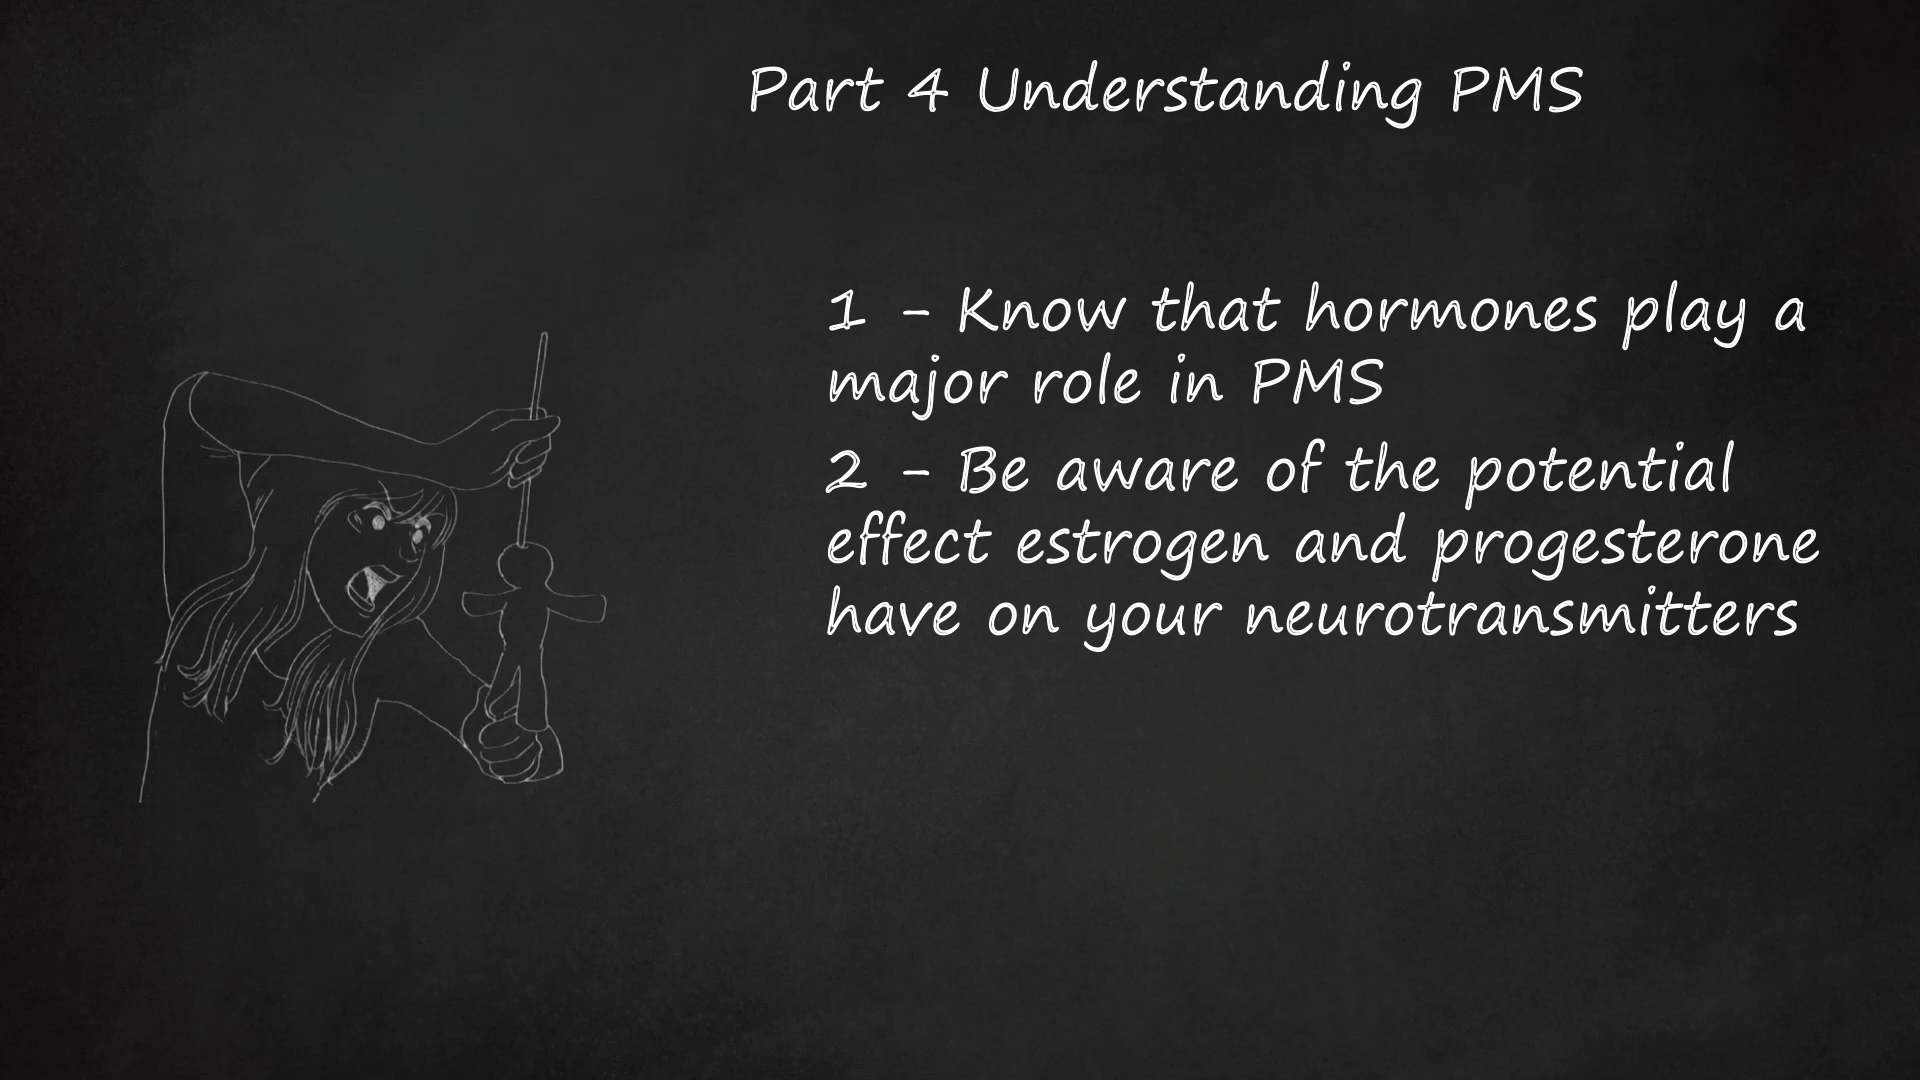 Part 4 Understanding PMS
1 - Know that hormones play a
major role in PMS
2 - Be aware of the potential
effect estrogen and progesterone
have on your neurotransmitters